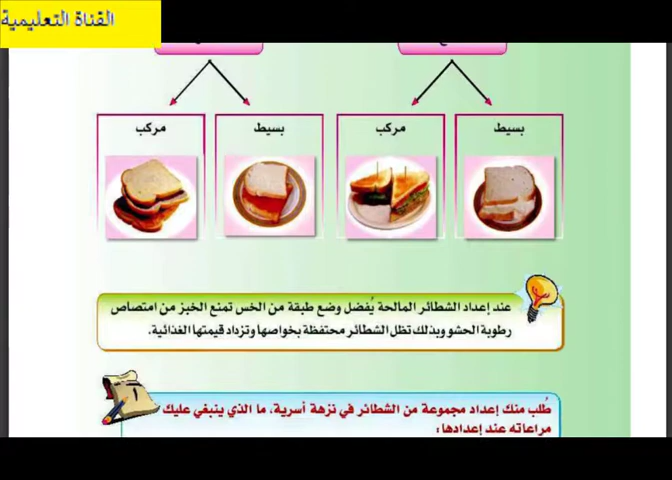 القناة التعليمية
بسيط
مركب
بسيط
مركب
عند إعداد الشطائر المالحة يُفضل وضع طبقة من الخس تمنع الخبز من امتصاص
رطوبة الحشو وبذلك تظل الشطائر محتفظة بخواصها وتزداد قيمتها الغذائية.
طُلب منك إعداد مجموعة من الشطائر في نزهة أسرية، ما الذي ينبغي عليك
مراعاته عند إعدادها: